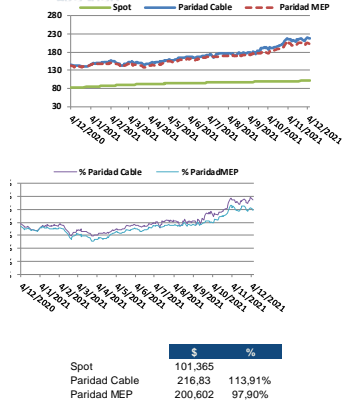 Spot Paridad Cable Paridad MEP
280
230
180
130
80
30
4/12/2020 4/1/2021 4/2/2021 4/3/2021 4/4/2021 4/5/2021 4/6/2021 4/7/2021 4/8/2021 4/9/2021 4/10/2021 4/11/2021 4/12/2021
% Paridad Cable % ParidadMEP
4/12/2020 4/1/2021 4/2/2021 4/3/2021 4/4/2021 4/5/2021 4/6/2021 4/7/2021 4/8/2021 4/9/2021 4/10/2021 4/11/2021 4/12/2021
$ %
Spot 101,365
Paridad Cable 216,83 113,91%
Paridad MEP 200,602 97,90%